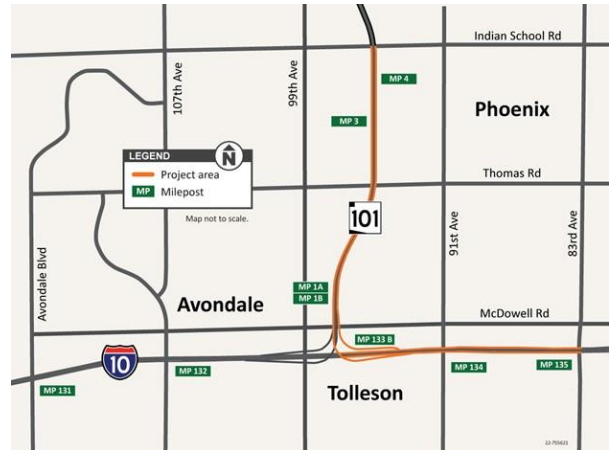 Indian School Rd
107th Ave
99th Ave
MP 4
MP 3
Phoenix
LEGEND
N
Project area
MP Milepost
Map not to scale.
Thomas Rd
101
91st Ave
83rd Ave
Avondale Blvd
MP 1A
MP 1B
Avondale
McDowell Rd
MP 133 B
10
MP 131
MP 132
MP 134
MP 135
Tolleson
22-755621